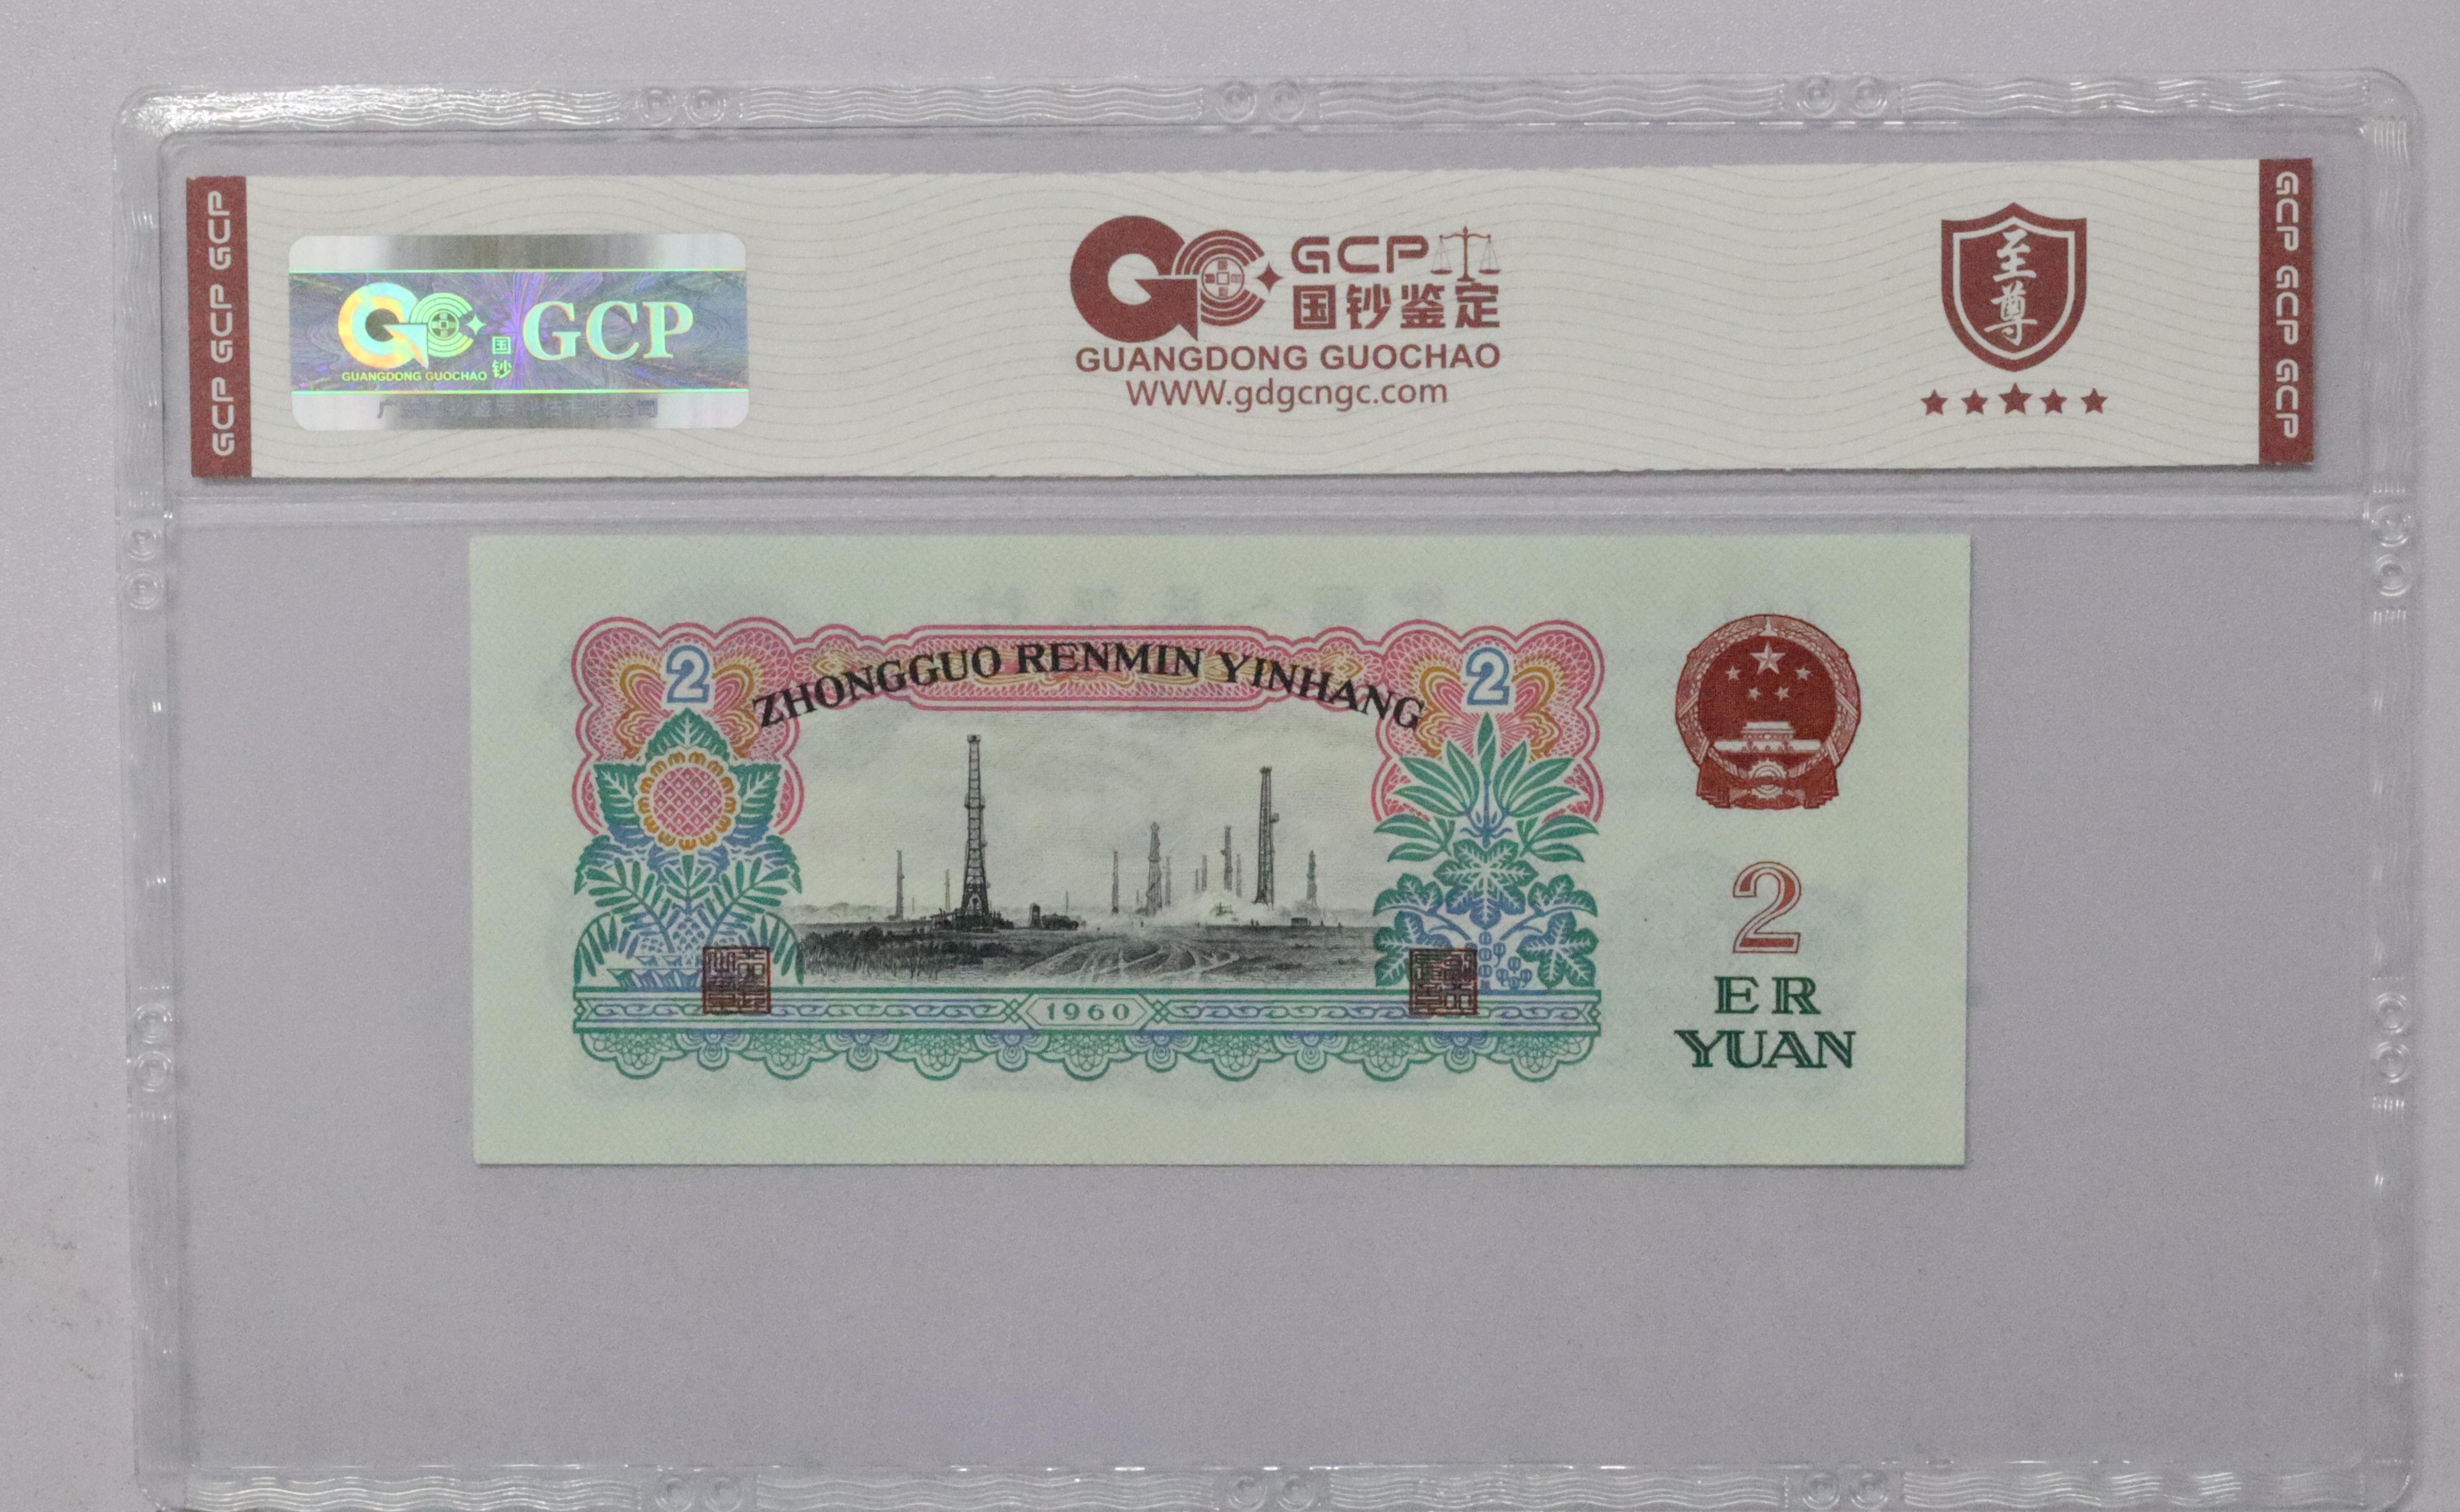 GCP GCP GCP
GUANGDONG GUOCHAO
国钞
GCP
GCP
国钞鉴定
GUANGDONG GUOCHAO
WWW.gdgcngc.com
至尊
GCP GCP GCP
2
ZHONGGUO RENMIN YINHANG
2
1960
2
ER
YUAN